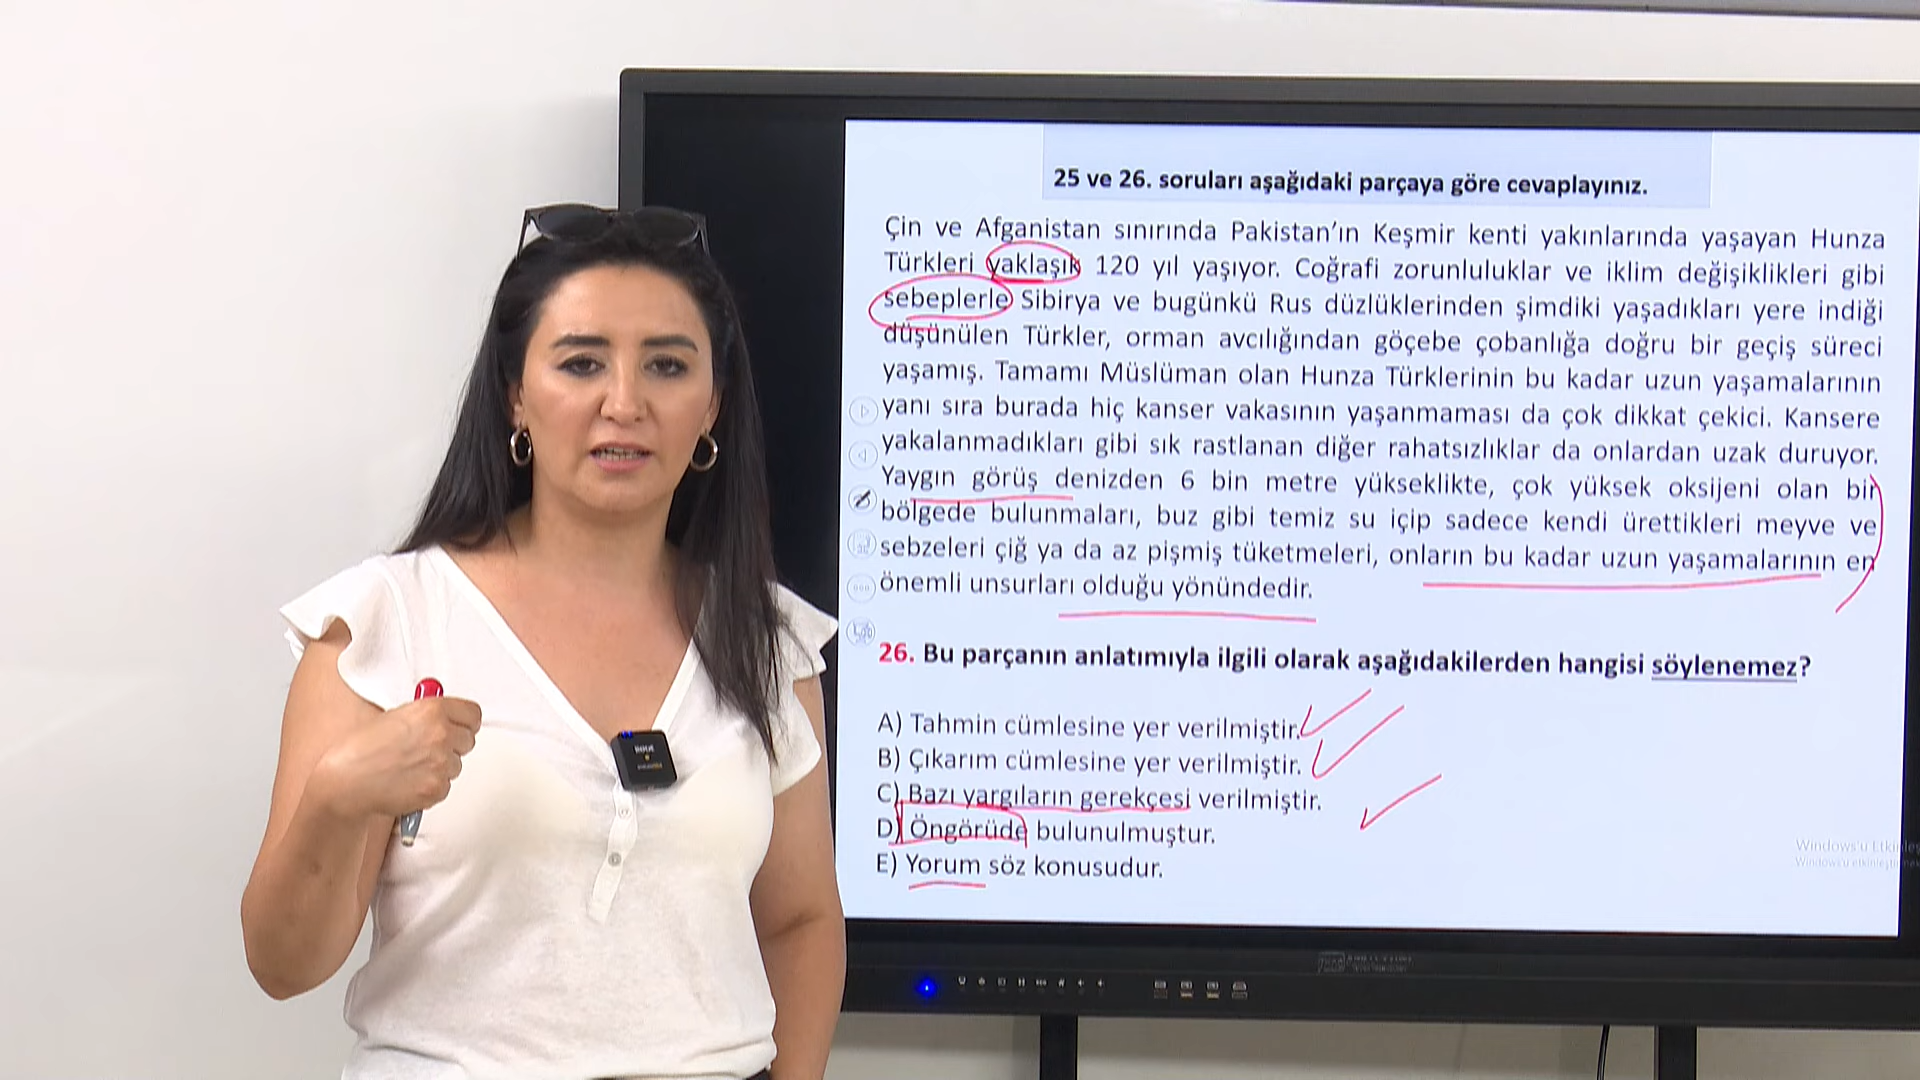 25 ve 26. soruları aşağıdaki parçaya göre cevaplayınız.
Çin ve Afganistan sınırında Pakistan'ın Keşmir kenti yakınlarında yaşayan Hunza
Türkleri yaklaşık 120 yıl yaşıyor. Coğrafi zorunluluklar ve iklim değişiklikleri gibi
sebeplerle Sibirya ve bugünkü Rus düzlüklerinden şimdiki yaşadıkları yere indiği
düşünülen Türkler, orman avcılığından göçebe çobanlığa doğru bir geçiş süreci
yaşamış. Tamamı Müslüman olan Hunza Türklerinin bu kadar uzun yaşamalarının
yanı sıra burada hiç kanser vakasının yaşanmaması da çok dikkat çekici. Kansere
yakalanmadıkları gibi sık rastlanan diğer rahatsızlıklar da onlardan uzak duruyor.
Yaygın görüş denizden 6 bin metre yükseklikte, çok yüksek oksijeni olan bir
bölgede bulunmaları, buz gibi temiz su içip sadece kendi ürettikleri meyve ve
sebzeleri çiğ ya da az pişmiş tüketmeleri, onların bu kadar uzun yaşamalarının en
önemli unsurları olduğu yönündedir.
26. Bu parçanın anlatımıyla ilgili olarak aşağıdakilerden hangisi söylenemez?
A) Tahmin cümlesine yer verilmiştir.
B) Çıkarım cümlesine yer verilmiştir.
C) Bazı yargıların gerekçesi verilmiştir.
D) Öngörüde bulunulmuştur.
E) Yorum söz konusudur.
Windows'u Etkinleş